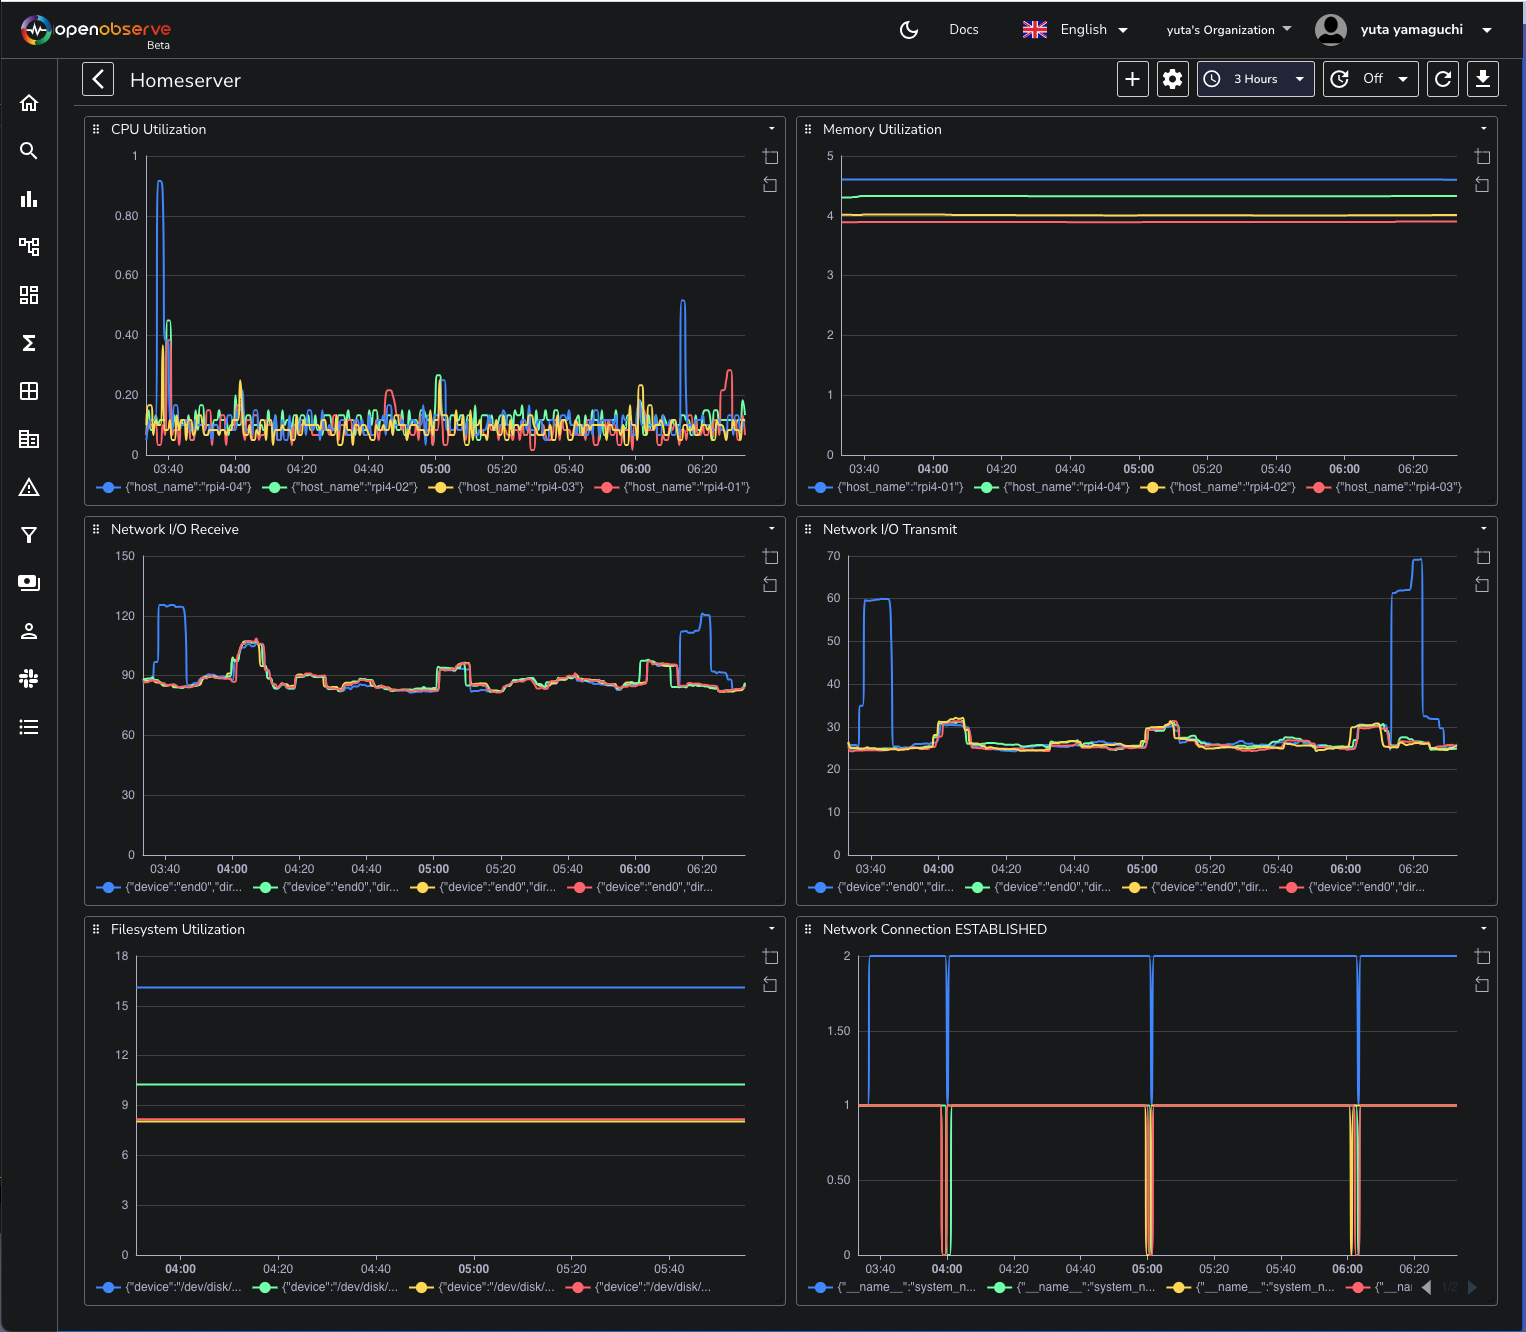 openobserve
Beta
Docs
English
yuta's Organization
yuta yamaguchi
Homeserver
3 Hours
Off
CPU Utilization
1
0.80
0.60
0.40
0.20
0
03:40 04:00 04:20 04:40 05:00 05:20 05:40 06:00 06:20
{"host_name":"rpi4-04"} {"host_name":"rpi4-02"} {"host_name":"rpi4-03"} {"host_name":"rpi4-01"}
Memory Utilization
5
4
3
2
1
0
03:40 04:00 04:20 04:40 05:00 05:20 05:40 06:00 06:20
{"host_name":"rpi4-01"} {"host_name":"rpi4-04"} {"host_name":"rpi4-02"} {"host_name":"rpi4-03"}
Network I/O Receive
150
120
90
60
30
0
03:40 04:00 04:20 04:40 05:00 05:20 05:40 06:00 06:20
{"device":"end0","dir... {"device":"end0","dir... {"device":"end0","dir... {"device":"end0","dir...
Network I/O Transmit
70
60
50
40
30
20
10
0
03:40 04:00 04:20 04:40 05:00 05:20 05:40 06:00 06:20
{"device":"end0","dir... {"device":"end0","dir... {"device":"end0","dir... {"device":"end0","dir...
Filesystem Utilization
18
15
12
9
6
3
0
04:00 04:20 04:40 05:00 05:20 05:40
{"device":"/dev/disk/... {"device":"/dev/disk/... {"device":"/dev/disk/... {"device":"/dev/disk/...
Network Connection ESTABLISHED
2
1.50
1
0.50
0
03:40 04:00 04:20 04:40 05:00 05:20 05:40 06:00 06:20
{"__name__":"system_n... {"__name__":"system_n... {"__name__":"system_n... {"__nai 1/2